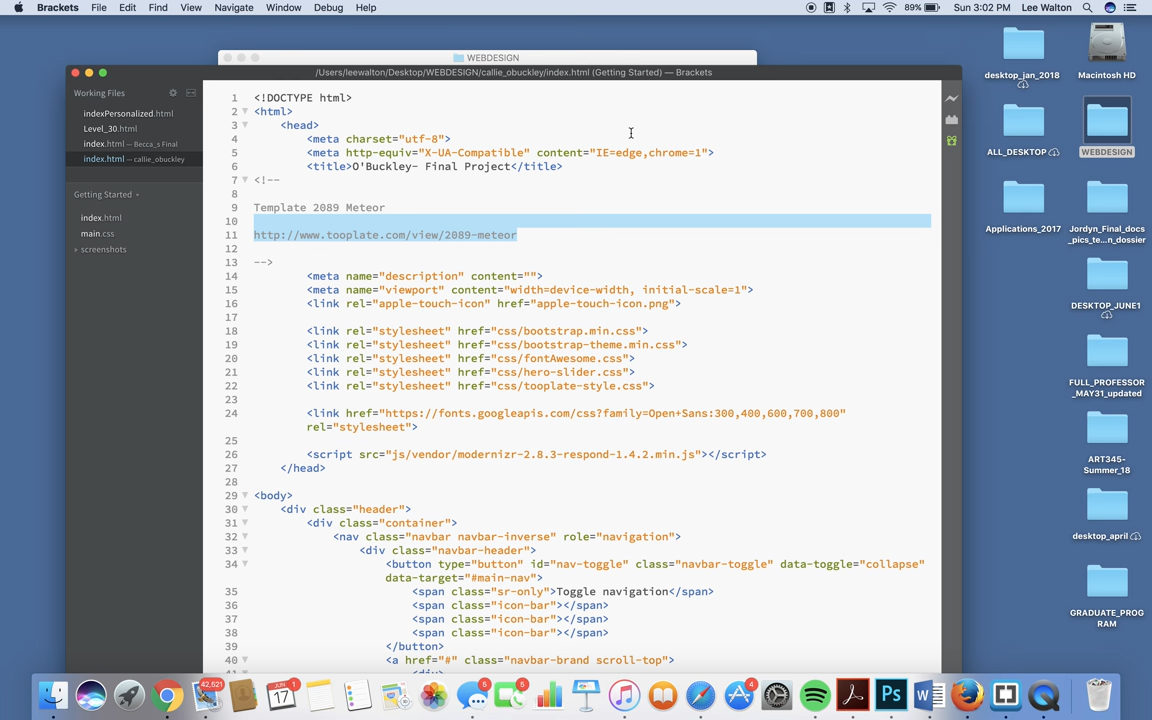 Brackets File Edit Find View Navigate Window Debug Help 89% Sun 3:02 PM Lee Walton
WEBDESIGN
/Users/leewalton/Desktop/WEBDESIGN/callie_obuckley/index.html (Getting Started) — Brackets
Working Files
indexPersonalized.html
Level_30.html
index.html — Becca_s Final
index.html — callie_obuckley
Getting Started
index.html
main.css
screenshots
1 <!DOCTYPE html>
2 <html>
3 <head>
4 <meta charset="utf-8">
5 <meta http-equiv="X-UA-Compatible" content="IE=edge,chrome=1">
6 <title>O'Buckley- Final Project</title>
7 <!--
8
9 Template 2089 Meteor
10
11 http://www.tooplate.com/view/2089-meteor
12
13 -->
14 <meta name="description" content="">
15 <meta name="viewport" content="width=device-width, initial-scale=1">
16 <link rel="apple-touch-icon" href="apple-touch-icon.png">
17
18 <link rel="stylesheet" href="css/bootstrap.min.css">
19 <link rel="stylesheet" href="css/bootstrap-theme.min.css">
20 <link rel="stylesheet" href="css/fontAwesome.css">
21 <link rel="stylesheet" href="css/hero-slider.css">
22 <link rel="stylesheet" href="css/tooplate-style.css">
23
24 <link href="https://fonts.googleapis.com/css?family=Open+Sans:300,400,600,700,800"
rel="stylesheet">
25
26 <script src="js/vendor/modernizr-2.8.3-respond-1.4.2.min.js"></script>
27 </head>
28
29 <body>
30 <div class="header">
31 <div class="container">
32 <nav class="navbar navbar-inverse" role="navigation">
33 <div class="navbar-header">
34 <button type="button" id="nav-toggle" class="navbar-toggle" data-toggle="collapse"
data-target="#main-nav">
35 <span class="sr-only">Toggle navigation</span>
36 <span class="icon-bar"></span>
37 <span class="icon-bar"></span>
38 <span class="icon-bar"></span>
39 </button>
40 <a href="#" class="navbar-brand scroll-top">
desktop_jan_2018
Macintosh HD
ALL_DESKTOP
WEBDESIGN
Applications_2017
Jordyn_Final_docs
_pics_te...n_dossier
DESKTOP_JUNE1
FULL_PROFESSOR
_MAY31_updated
ART345-
Summer_18
desktop_april
GRADUATE_PROG
RAM
42,521
JUN
17
1
5
5
4
Ps
W